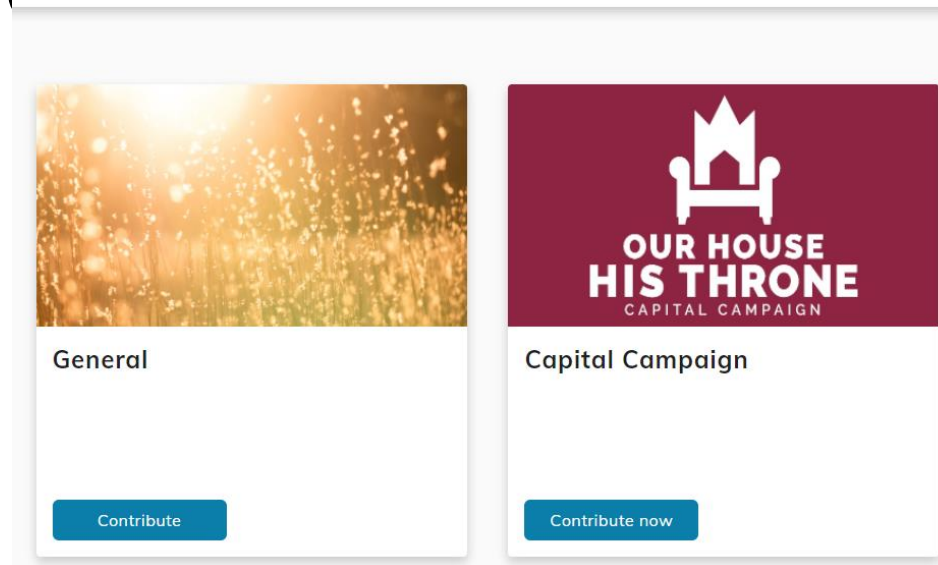 OUR HOUSE
HIS THRONE
CAPITAL CAMPAIGN
General
Capital Campaign
Contribute
Contribute now